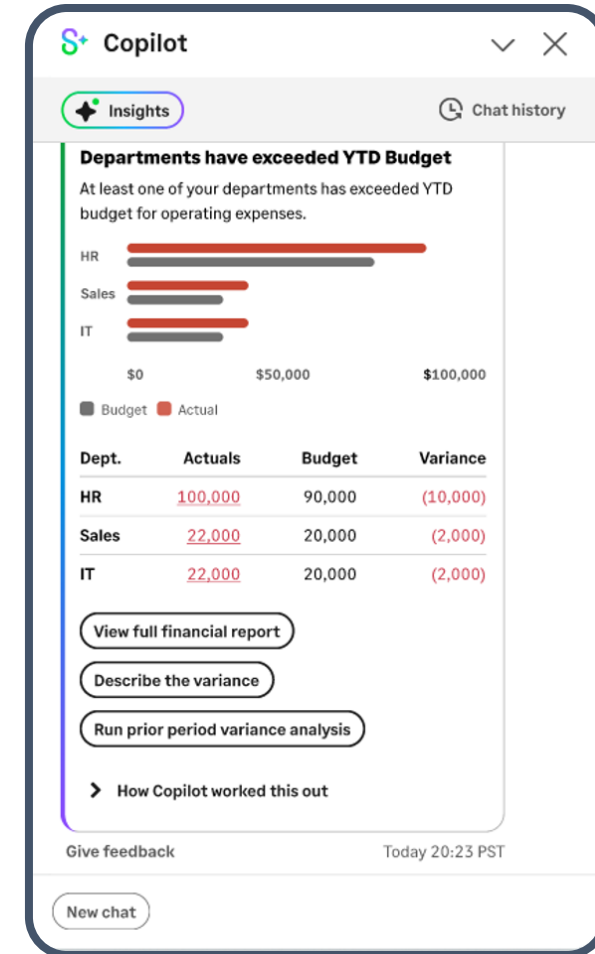 Copilot
Insights
Chat history
Departments have exceeded YTD Budget
At least one of your departments has exceeded YTD
budget for operating expenses.
HR
Sales
IT
$0 $50,000 $100,000
Budget Actual
Dept. Actuals Budget Variance
HR 100,000 90,000 (10,000)
Sales 22,000 20,000 (2,000)
IT 22,000 20,000 (2,000)
View full financial report
Describe the variance
Run prior period variance analysis
How Copilot worked this out
Give feedback Today 20:23 PST
New chat